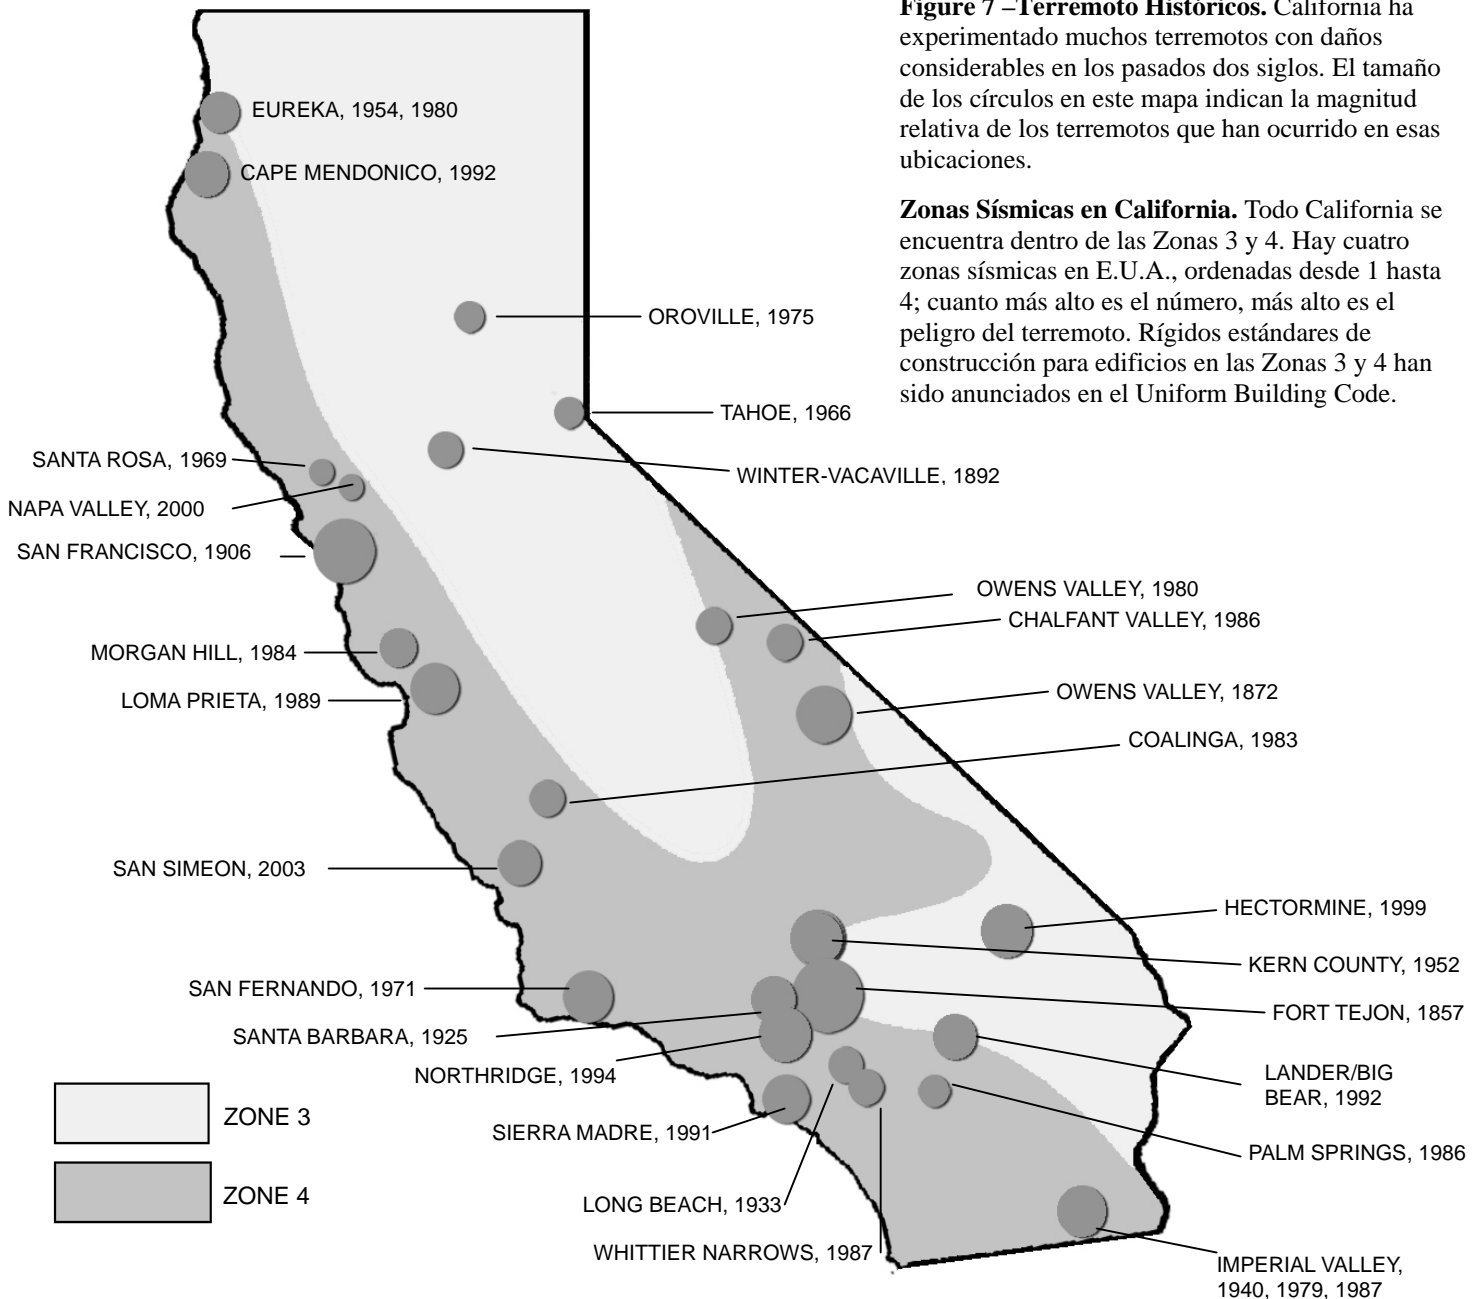 Figure 7 –Terremoto Históricos. California ha
experimentado muchos terremotos con daños
considerables en los pasados dos siglos. El tamaño
de los círculos en este mapa indican la magnitud
relativa de los terremotos que han ocurrido en esas
ubicaciones.
Zonas Sísmicas en California. Todo California se
encuentra dentro de las Zonas 3 y 4. Hay cuatro
zonas sísmicas en E.U.A., ordenadas desde 1 hasta
4; cuanto más alto es el número, más alto es el
peligro del terremoto. Rígidos estándares de
construcción para edificios en las Zonas 3 y 4 han
sido anunciados en el Uniform Building Code.
EUREKA, 1954, 1980
CAPE MENDONICO, 1992
OROVILLE, 1975
TAHOE, 1966
SANTA ROSA, 1969
WINTER-VACAVILLE, 1892
NAPA VALLEY, 2000
SAN FRANCISCO, 1906
OWENS VALLEY, 1980
CHALFANT VALLEY, 1986
MORGAN HILL, 1984
OWENS VALLEY, 1872
LOMA PRIETA, 1989
COALINGA, 1983
SAN SIMEON, 2003
HECTORMINE, 1999
KERN COUNTY, 1952
SAN FERNANDO, 1971
FORT TEJON, 1857
SANTA BARBARA, 1925
NORTHRIDGE, 1994
LANDER/BIG
BEAR, 1992
ZONE 3
SIERRA MADRE, 1991
PALM SPRINGS, 1986
ZONE 4
LONG BEACH, 1933
WHITTIER NARROWS, 1987
IMPERIAL VALLEY,
1940, 1979, 1987